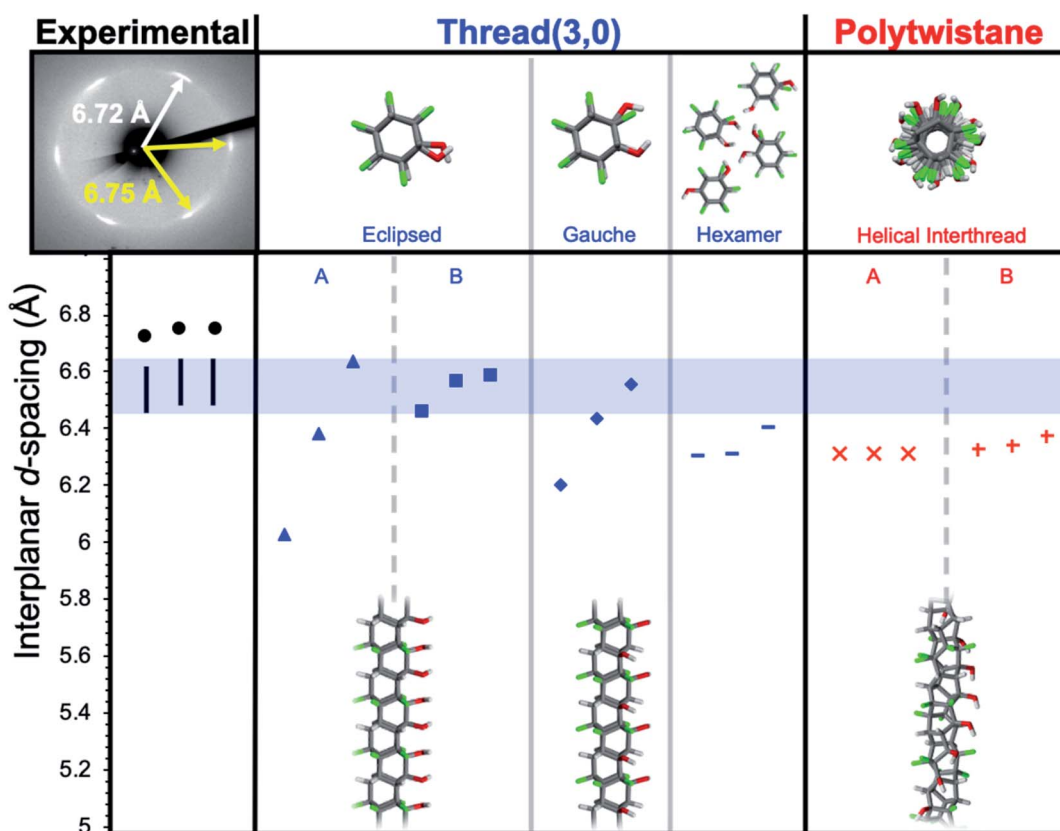 Experimental Thread(3,0) Polytwistane
6.72 Å
6.75 Å
Eclipsed Gauche Hexamer Helical Interthread
A B A B
Interplanar d-spacing (Å)
6.8
6.6
6.4
6.2
6
5.8
5.6
5.4
5.2
5